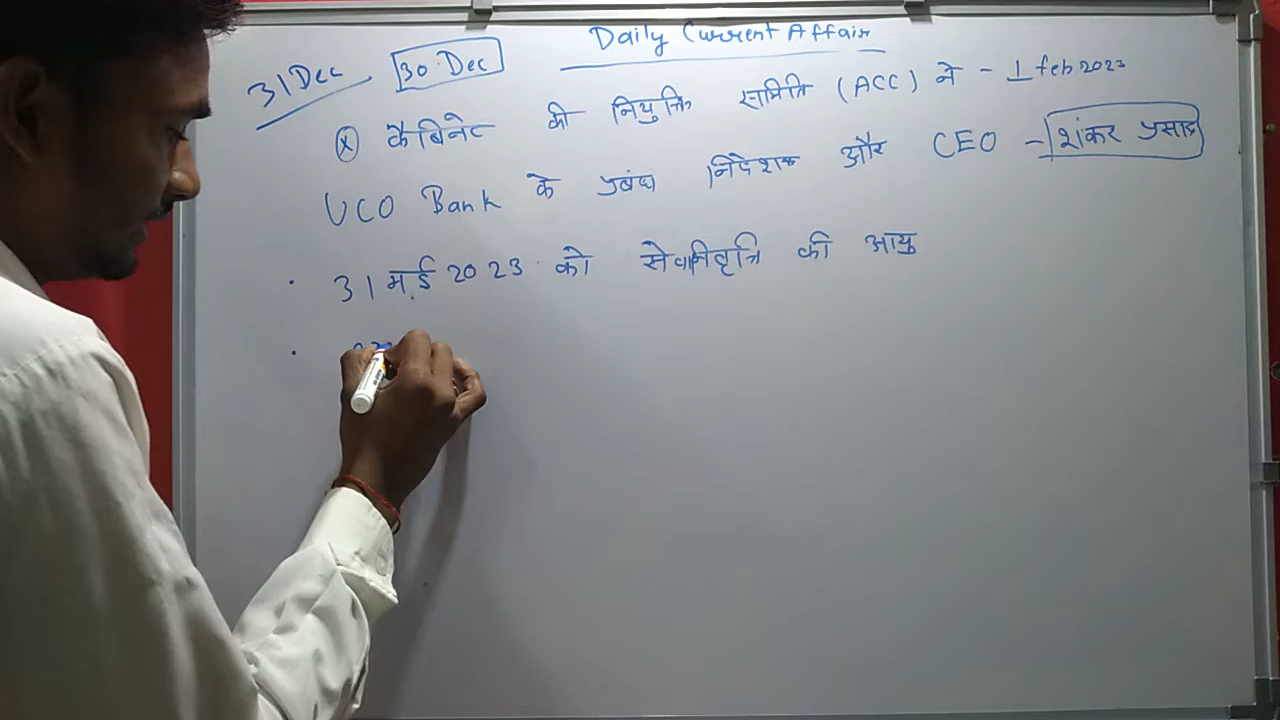 Daily Current Affair
31 Dec 30 Dec
कैबिनेट की नियुक्ति समिति (ACC) ने - 1 feb 2023
UCO Bank के प्रबंध निदेशक और CEO - शंकर प्रसाद
31 मई 2023 को सेवानिवृत्ति की आयु